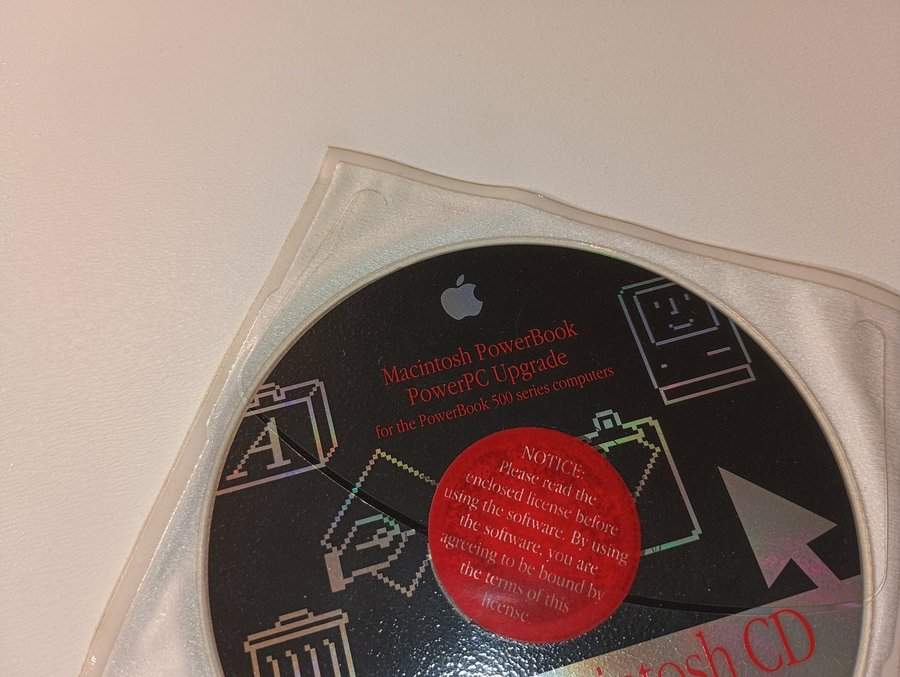 Macintosh PowerBook
PowerPC Upgrade
for the PowerBook 500 series computers
A
NOTICE:
Please read the
enclosed license before
using the software. By using
the software, you are
agreeing to be bound by
the terms of this
license.
CD